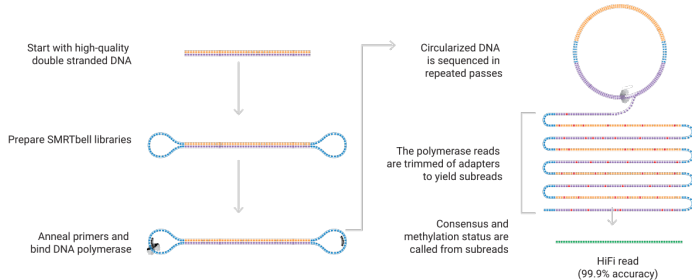 Start with high-quality
double stranded DNA
Prepare SMRTbell libraries
Anneal primers and
bind DNA polymerase
Circularized DNA
is sequenced in
repeated passes
The polymerase reads
are trimmed of adapters
to yield subreads
Consensus and
methylation status are
called from subreads
HiFi read
(99.9% accuracy)